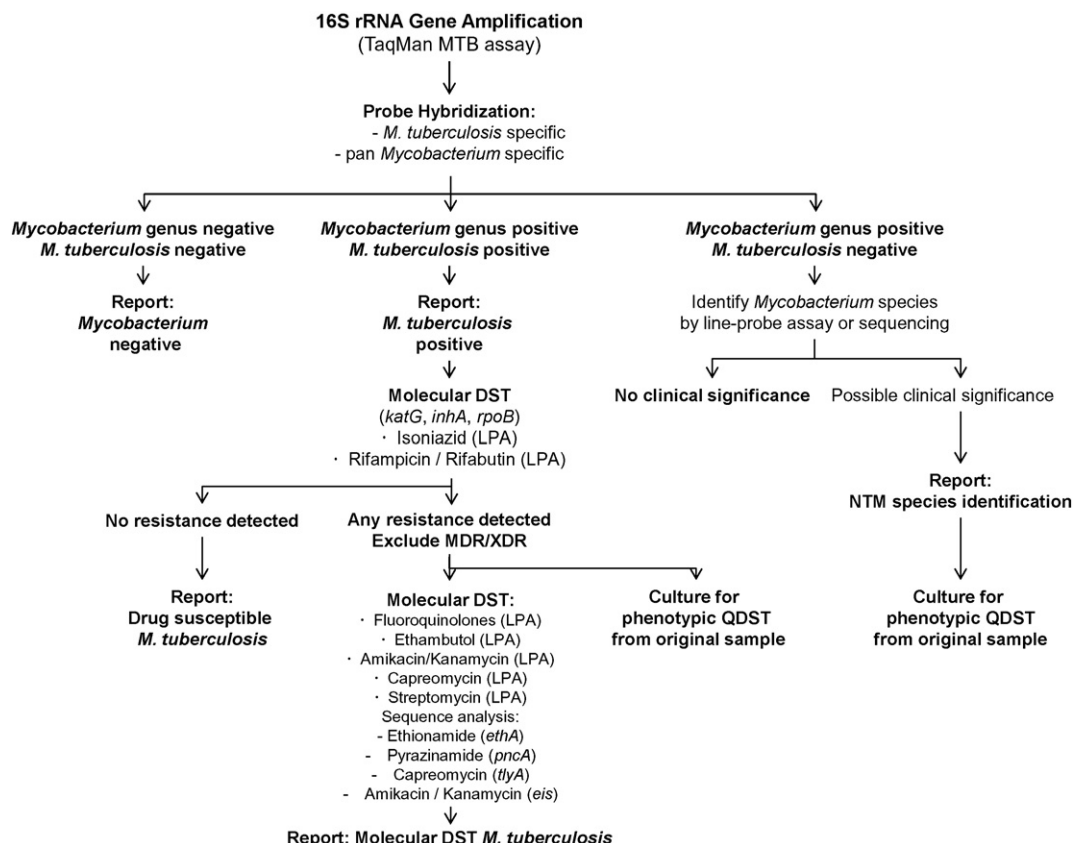 16S rRNA Gene Amplification
(TaqMan MTB assay)
Probe Hybridization:
- M. tuberculosis specific
- pan Mycobacterium specific
Mycobacterium genus negative
M. tuberculosis negative
Mycobacterium genus positive
M. tuberculosis positive
Mycobacterium genus positive
M. tuberculosis negative
Report:
Mycobacterium
negative
Report:
M. tuberculosis
positive
Identify Mycobacterium species
by line-probe assay or sequencing
No clinical significance
Possible clinical significance
Molecular DST
(katG, inhA, rpoB)
· Isoniazid (LPA)
· Rifampicin / Rifabutin (LPA)
Report:
NTM species identification
No resistance detected
Any resistance detected
Exclude MDR/XDR
Report:
Drug susceptible
M. tuberculosis
Molecular DST:
· Fluoroquinolones (LPA)
· Ethambutol (LPA)
· Amikacin/Kanamycin (LPA)
· Capreomycin (LPA)
· Streptomycin (LPA)
Sequence analysis:
- Ethionamide (ethA)
- Pyrazinamide (pncA)
- Capreomycin (tlyA)
- Amikacin / Kanamycin (eis)
Culture for
phenotypic QDST
from original sample
Culture for
phenotypic QDST
from original sample
Report: Molecular DST M. tuberculosis